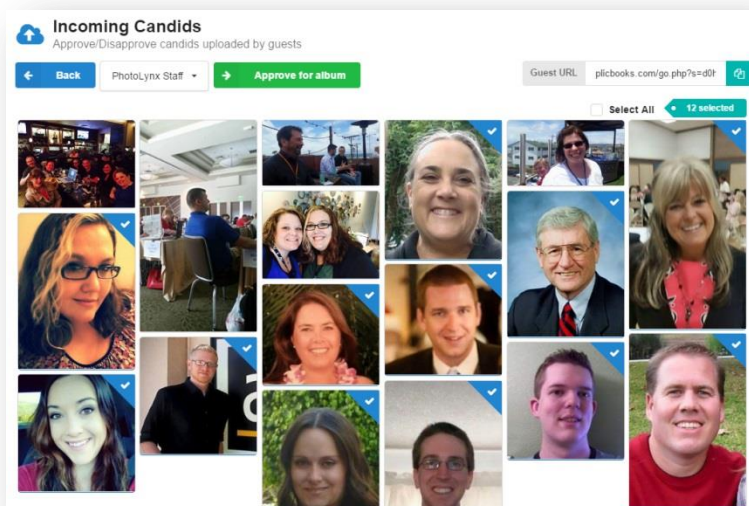 Incoming Candids
Approve/Disapprove candids uploaded by guests
Back
PhotoLynx Staff
Approve for album
Guest URL
plicbooks.com/go.php?s=d0h
Select All
12 selected